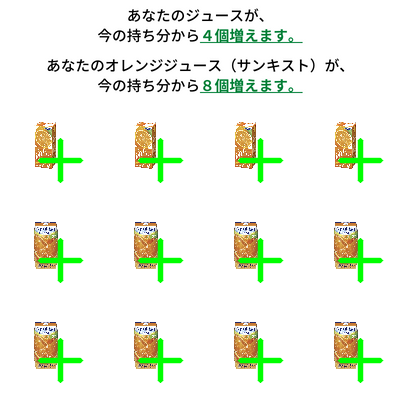 あなたのジュースが、
今の持ち分から４個増えます。
あなたのオレンジジュース（サンキスト）が、
今の持ち分から８個増えます。